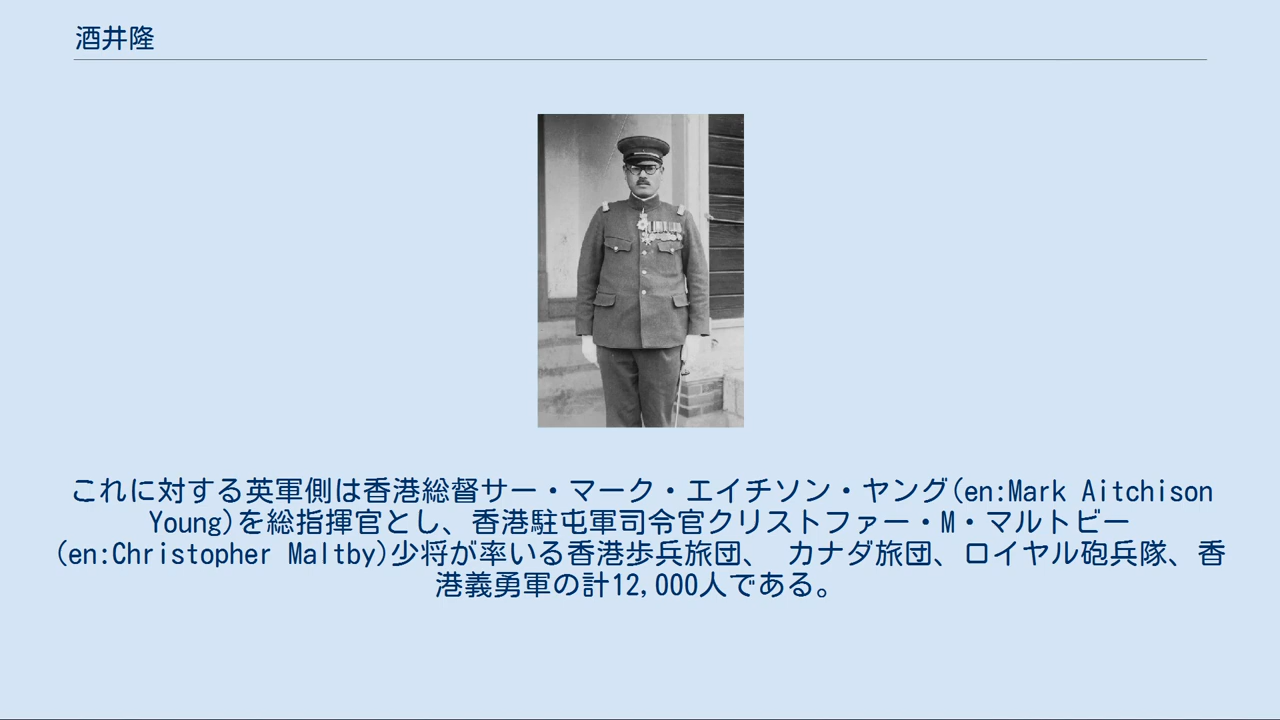 酒井隆
これに対する英軍側は香港総督サー・マーク・エイチソン・ヤング(en:Mark Aitchison
Young)を総指揮官とし、香港駐屯軍司令官クリストファー・M・マルトビー
(en:Christopher Maltby)少将が率いる香港歩兵旅団、 カナダ旅団、ロイヤル砲兵隊、香
港義勇軍の計12,000人である。